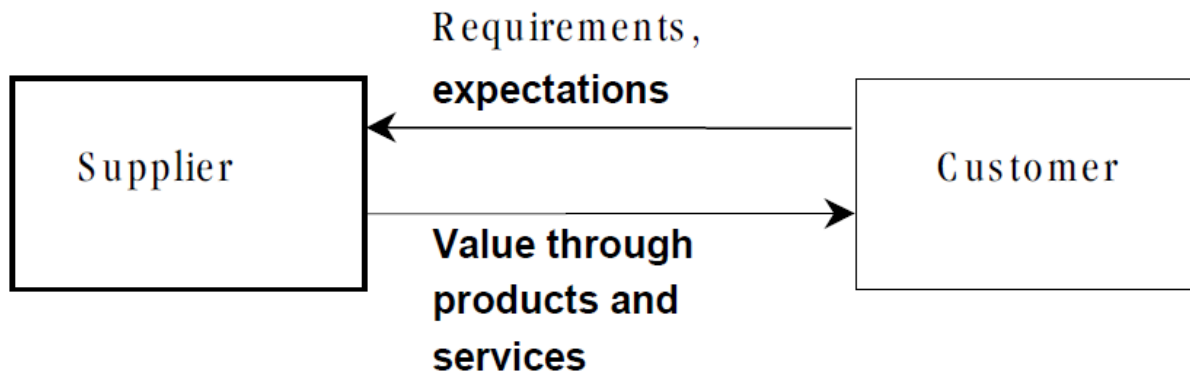 Requirements,
expectations
Supplier
Customer
Value through
products and
services